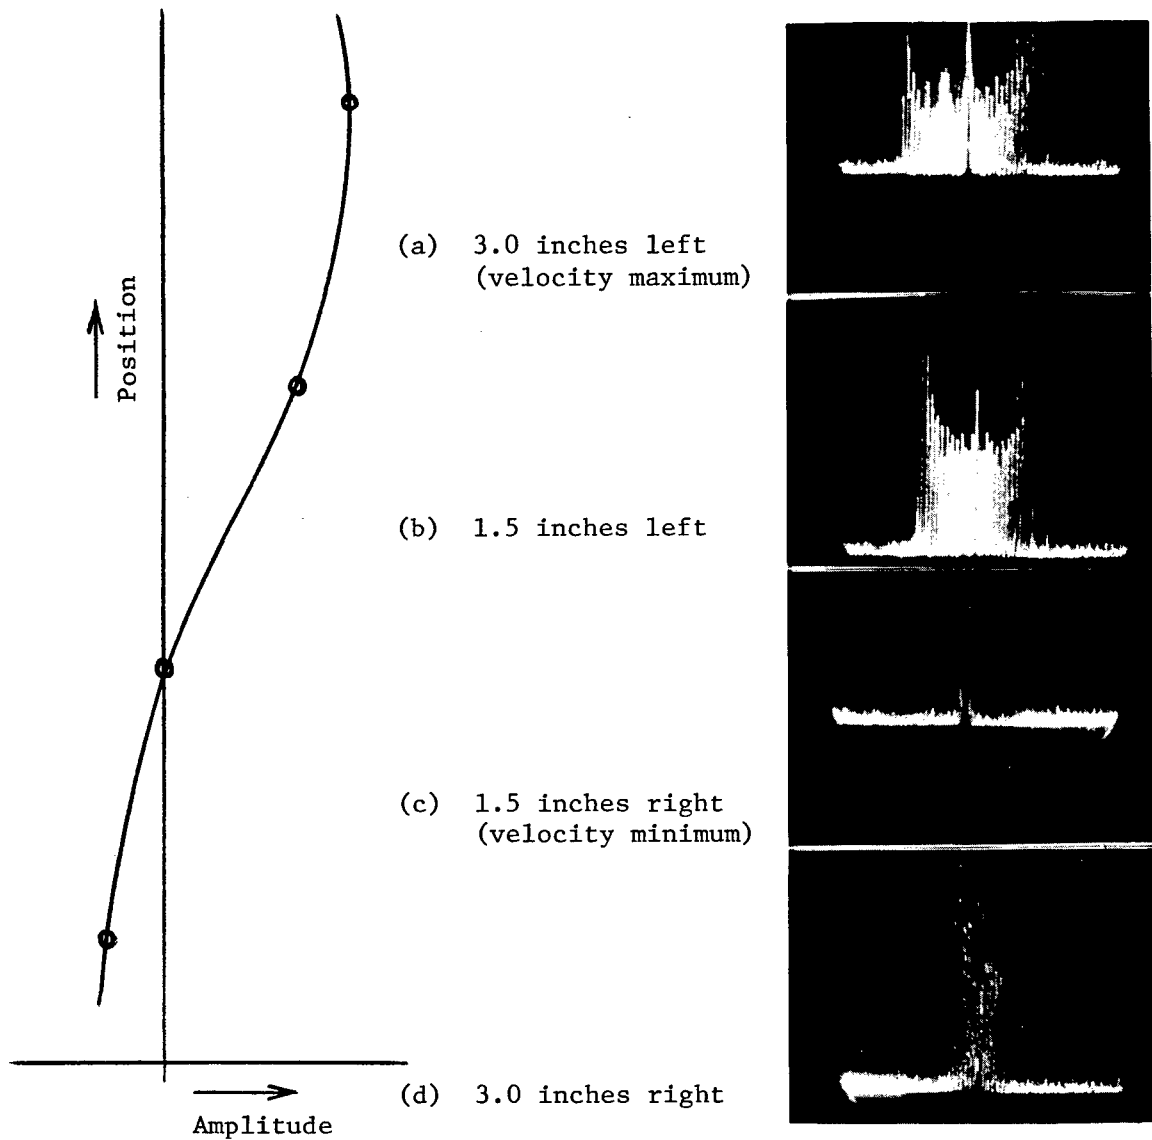 Position
(a) 3.0 inches left
(velocity maximum)
(b) 1.5 inches left
(c) 1.5 inches right
(velocity minimum)
(d) 3.0 inches right
Amplitude